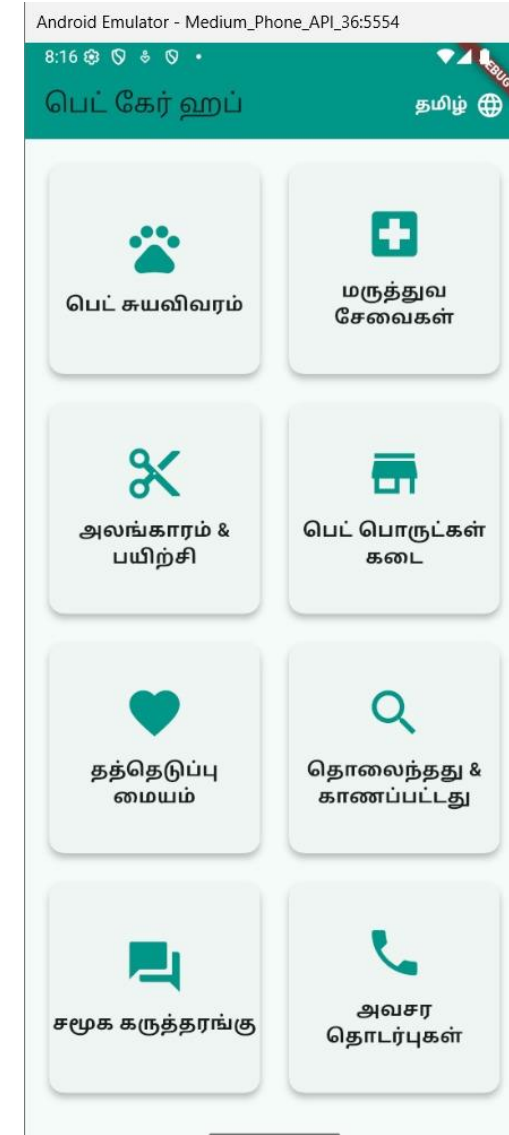 Android Emulator - Medium_Phone_API_36:5554
8:16
பெட் கேர் ஹப்
தமிழ்
பெட் சுயவிவரம்
மருத்துவ
சேவைகள்
அலங்காரம் &
பயிற்சி
பெட் பொருட்கள்
கடை
தத்தெடுப்பு
மையம்
தொலைந்தது &
காணப்பட்டது
சமூக கருத்தரங்கு
அவசர
தொடர்புகள்